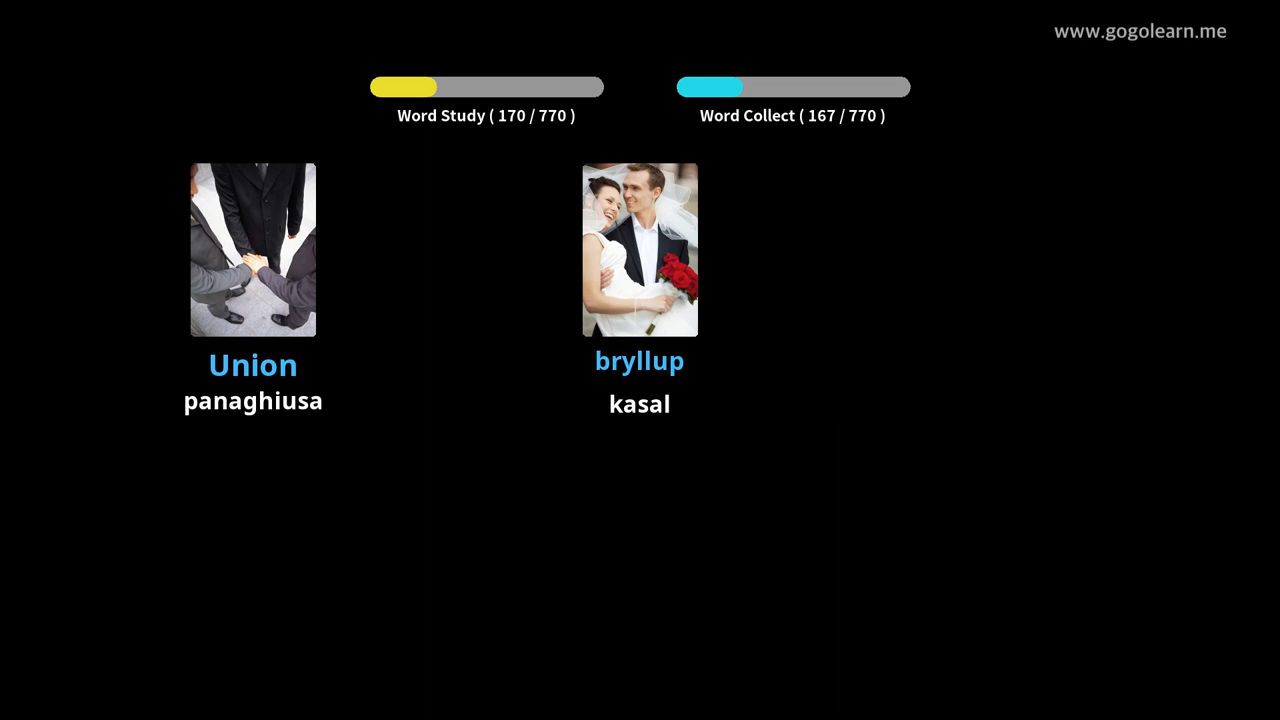 www.gogolearn.me
Word Study ( 170 / 770 )
Word Collect ( 167 / 770 )
Union
panaghiusa
bryllup
kasal